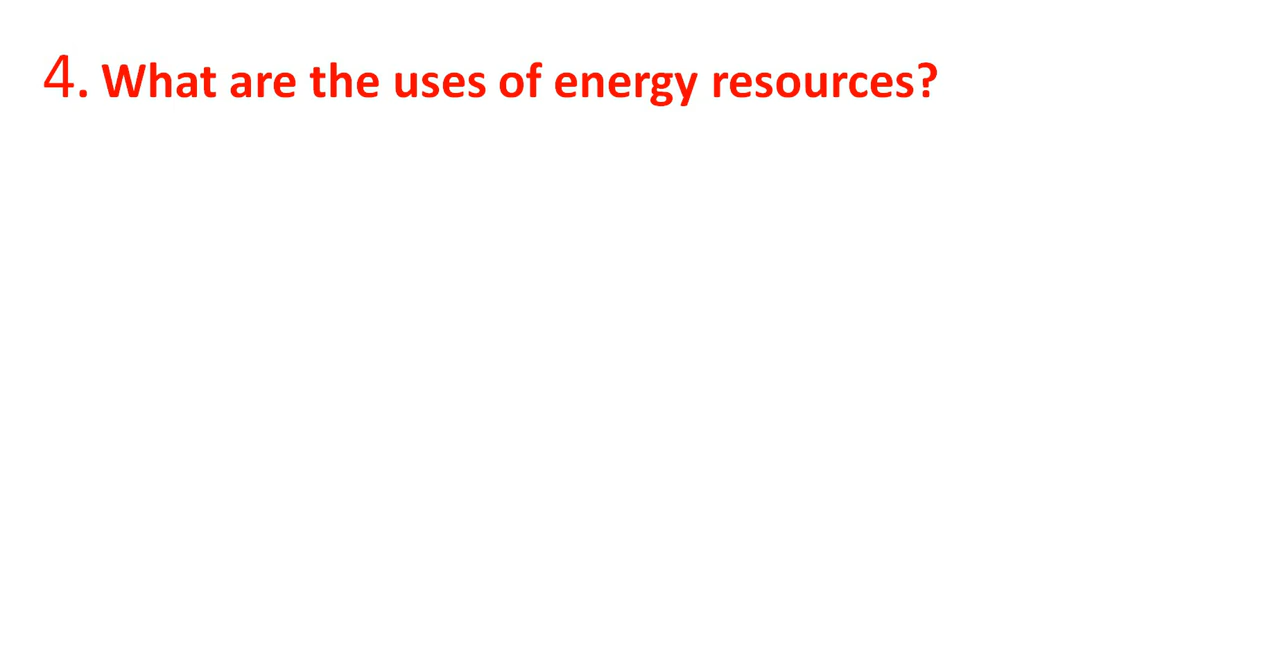 4. What are the uses of energy resources?